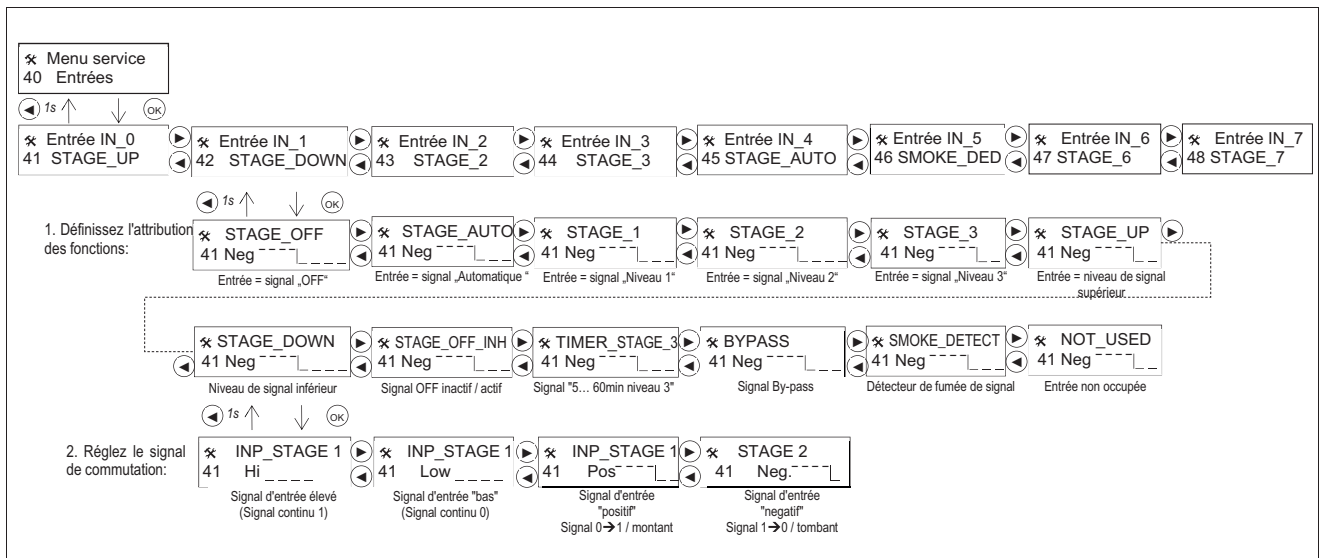 Menu service
40 Entrées
1s OK
Entrée IN_0
41 STAGE_UP
Entrée IN_1
42 STAGE_DOWN
Entrée IN_2
43 STAGE_2
Entrée IN_3
44 STAGE_3
Entrée IN_4
45 STAGE_AUTO
Entrée IN_5
46 SMOKE_DED
Entrée IN_6
47 STAGE_6
Entrée IN_7
48 STAGE_7
1s OK
1. Définissez l'attribution
des fonctions:
STAGE_OFF
41 Neg
Entrée = signal „OFF“
STAGE_AUTO
41 Neg
Entrée = signal „Automatique “
STAGE_1
41 Neg
Entrée = signal „Niveau 1“
STAGE_2
41 Neg
Entrée = signal „Niveau 2“
STAGE_3
41 Neg
Entrée = signal „Niveau 3“
STAGE_UP
41 Neg
Entrée = niveau de signal
supérieur
STAGE_DOWN
41 Neg
Niveau de signal inférieur
STAGE_OFF_INH
41 Neg
Signal OFF inactif / actif
TIMER_STAGE_3
41 Neg
Signal "5… 60min niveau 3"
BYPASS
41 Neg
Signal By-pass
SMOKE_DETECT
41 Neg
Détecteur de fumée de signal
NOT_USED
41 Neg
Entrée non occupée
1s OK
2. Réglez le signal
de commutation:
INP_STAGE 1
41 Hi _ _ _ _
Signal d'entrée élevé
(Signal continu 1)
INP_STAGE 1
41 Low _ _ _ _
Signal d'entrée "bas"
(Signal continu 0)
INP_STAGE 1
41 Pos
Signal d'entrée
"positif"
Signal 0➔1 / montant
STAGE 2
41 Neg.
Signal d'entrée
"negatif"
Signal 1➔0 / tombant